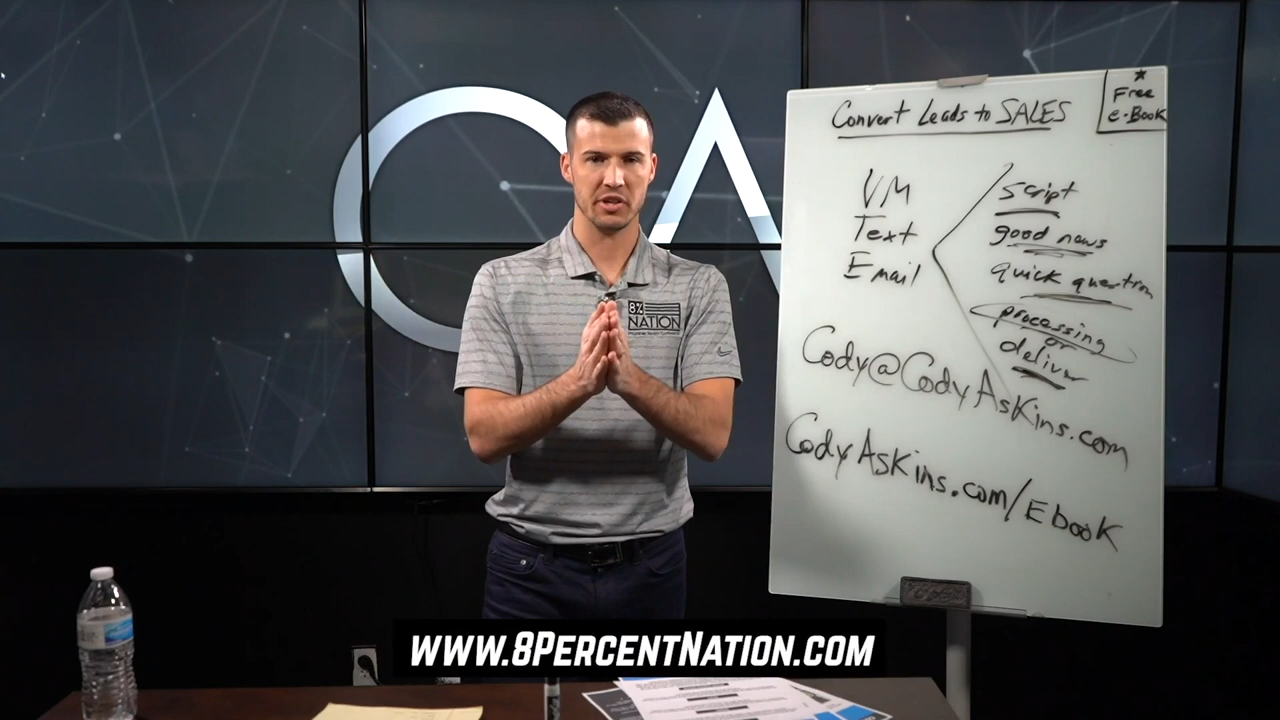 CA
8%
NATION
Convert Leads to SALES
Free
e-Book
VM
Text
Email
script
good news
quick question
processing
or
deliver
Cody@CodyAskins.com
CodyAskins.com/Ebook
WWW.8PERCENTNATION.COM